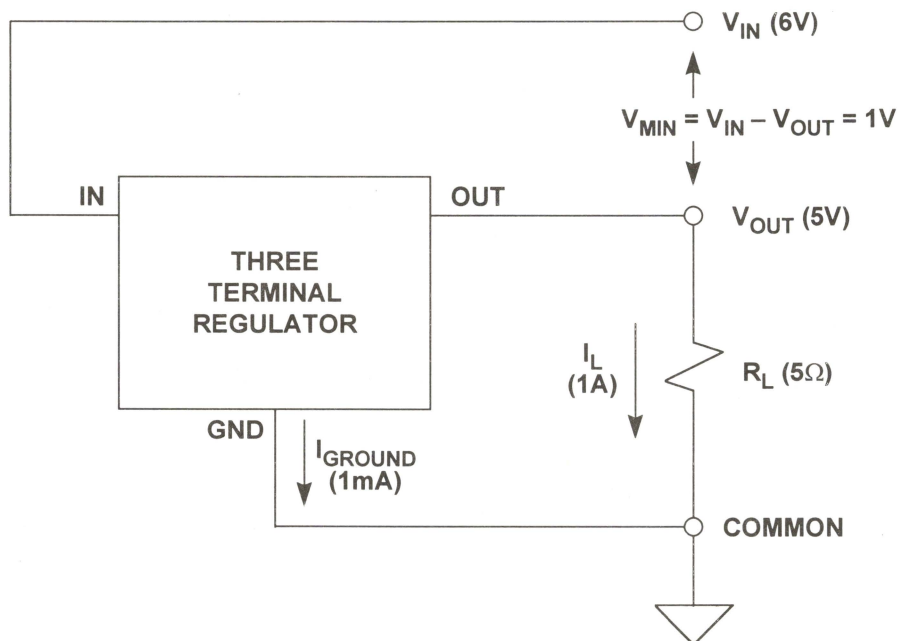 V_IN (6V)
V_MIN = V_IN – V_OUT = 1V
IN
OUT
V_OUT (5V)
THREE
TERMINAL
REGULATOR
I_L
(1A)
R_L (5Ω)
GND
I_GROUND
(1mA)
COMMON